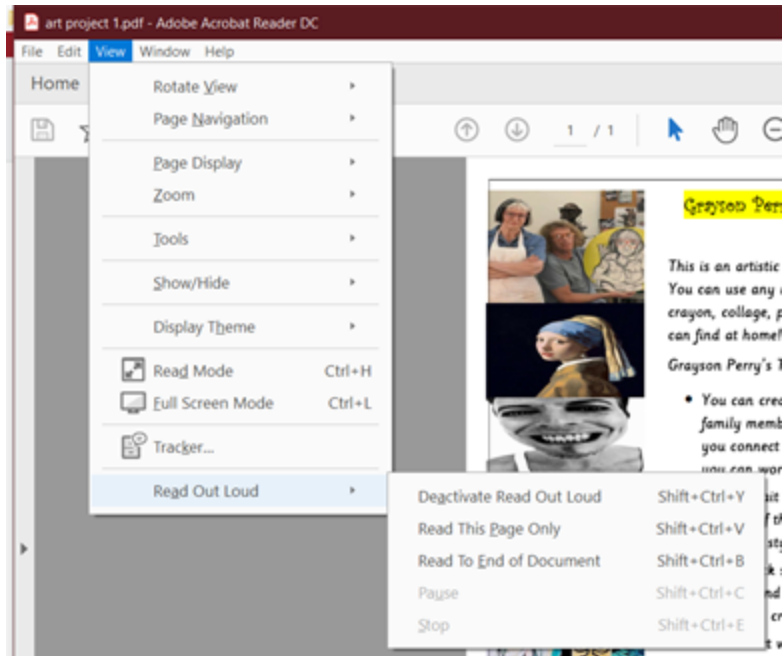 art project 1.pdf - Adobe Acrobat Reader DC
File Edit View Window Help
Home
Rotate View
Page Navigation
Page Display
Zoom
Tools
Show/Hide
Display Theme
Read Mode Ctrl+H
Full Screen Mode Ctrl+L
Tracker...
Read Out Loud
Deactivate Read Out Loud Shift+Ctrl+Y
Read This Page Only Shift+Ctrl+V
Read To End of Document Shift+Ctrl+B
Pause Shift+Ctrl+C
Stop Shift+Ctrl+E
1 / 1
Grayson
This is an artistic
You can use any
crayon, collage,
can find at home!
Grayson Perry's
• You can
family
you connect
you can